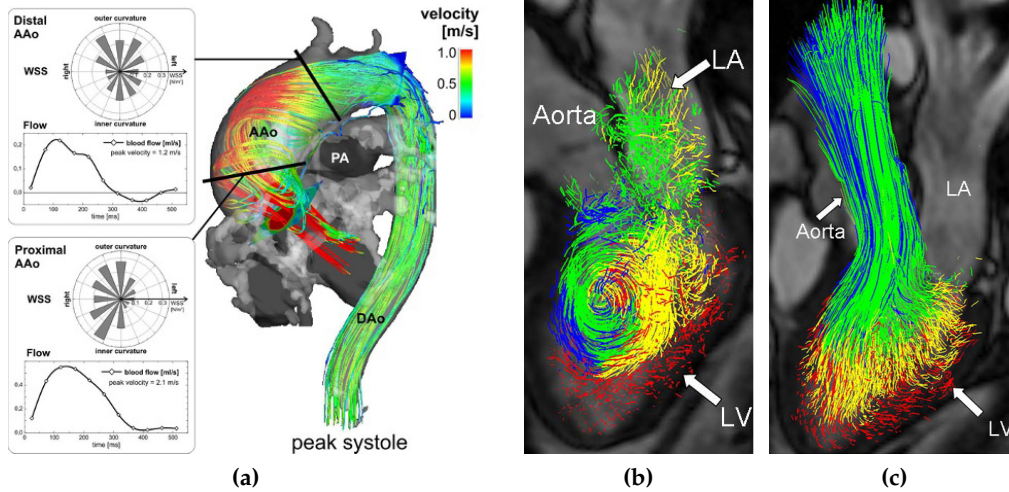 Distal
AAo
outer curvature
WSS
right
left
0.1 0.2 0.3
WSS
[N/m²]
inner curvature
Flow
blood flow [ml/s]
peak velocity = 1.2 m/s
0,2
0,1
0,0
0 100 200 300 400 500
time [ms]
Proximal
AAo
outer curvature
WSS
right
left
0.1 0.2 0.3
WSS
[N/m²]
inner curvature
Flow
blood flow [ml/s]
peak velocity = 2.1 m/s
0,4
0,2
0,0
0 100 200 300 400 500
time [ms]
velocity
[m/s]
1.0
0.5
0
AAo
PA
DAo
peak systole
(a)
LA
Aorta
LV
(b)
LA
Aorta
LV
(c)